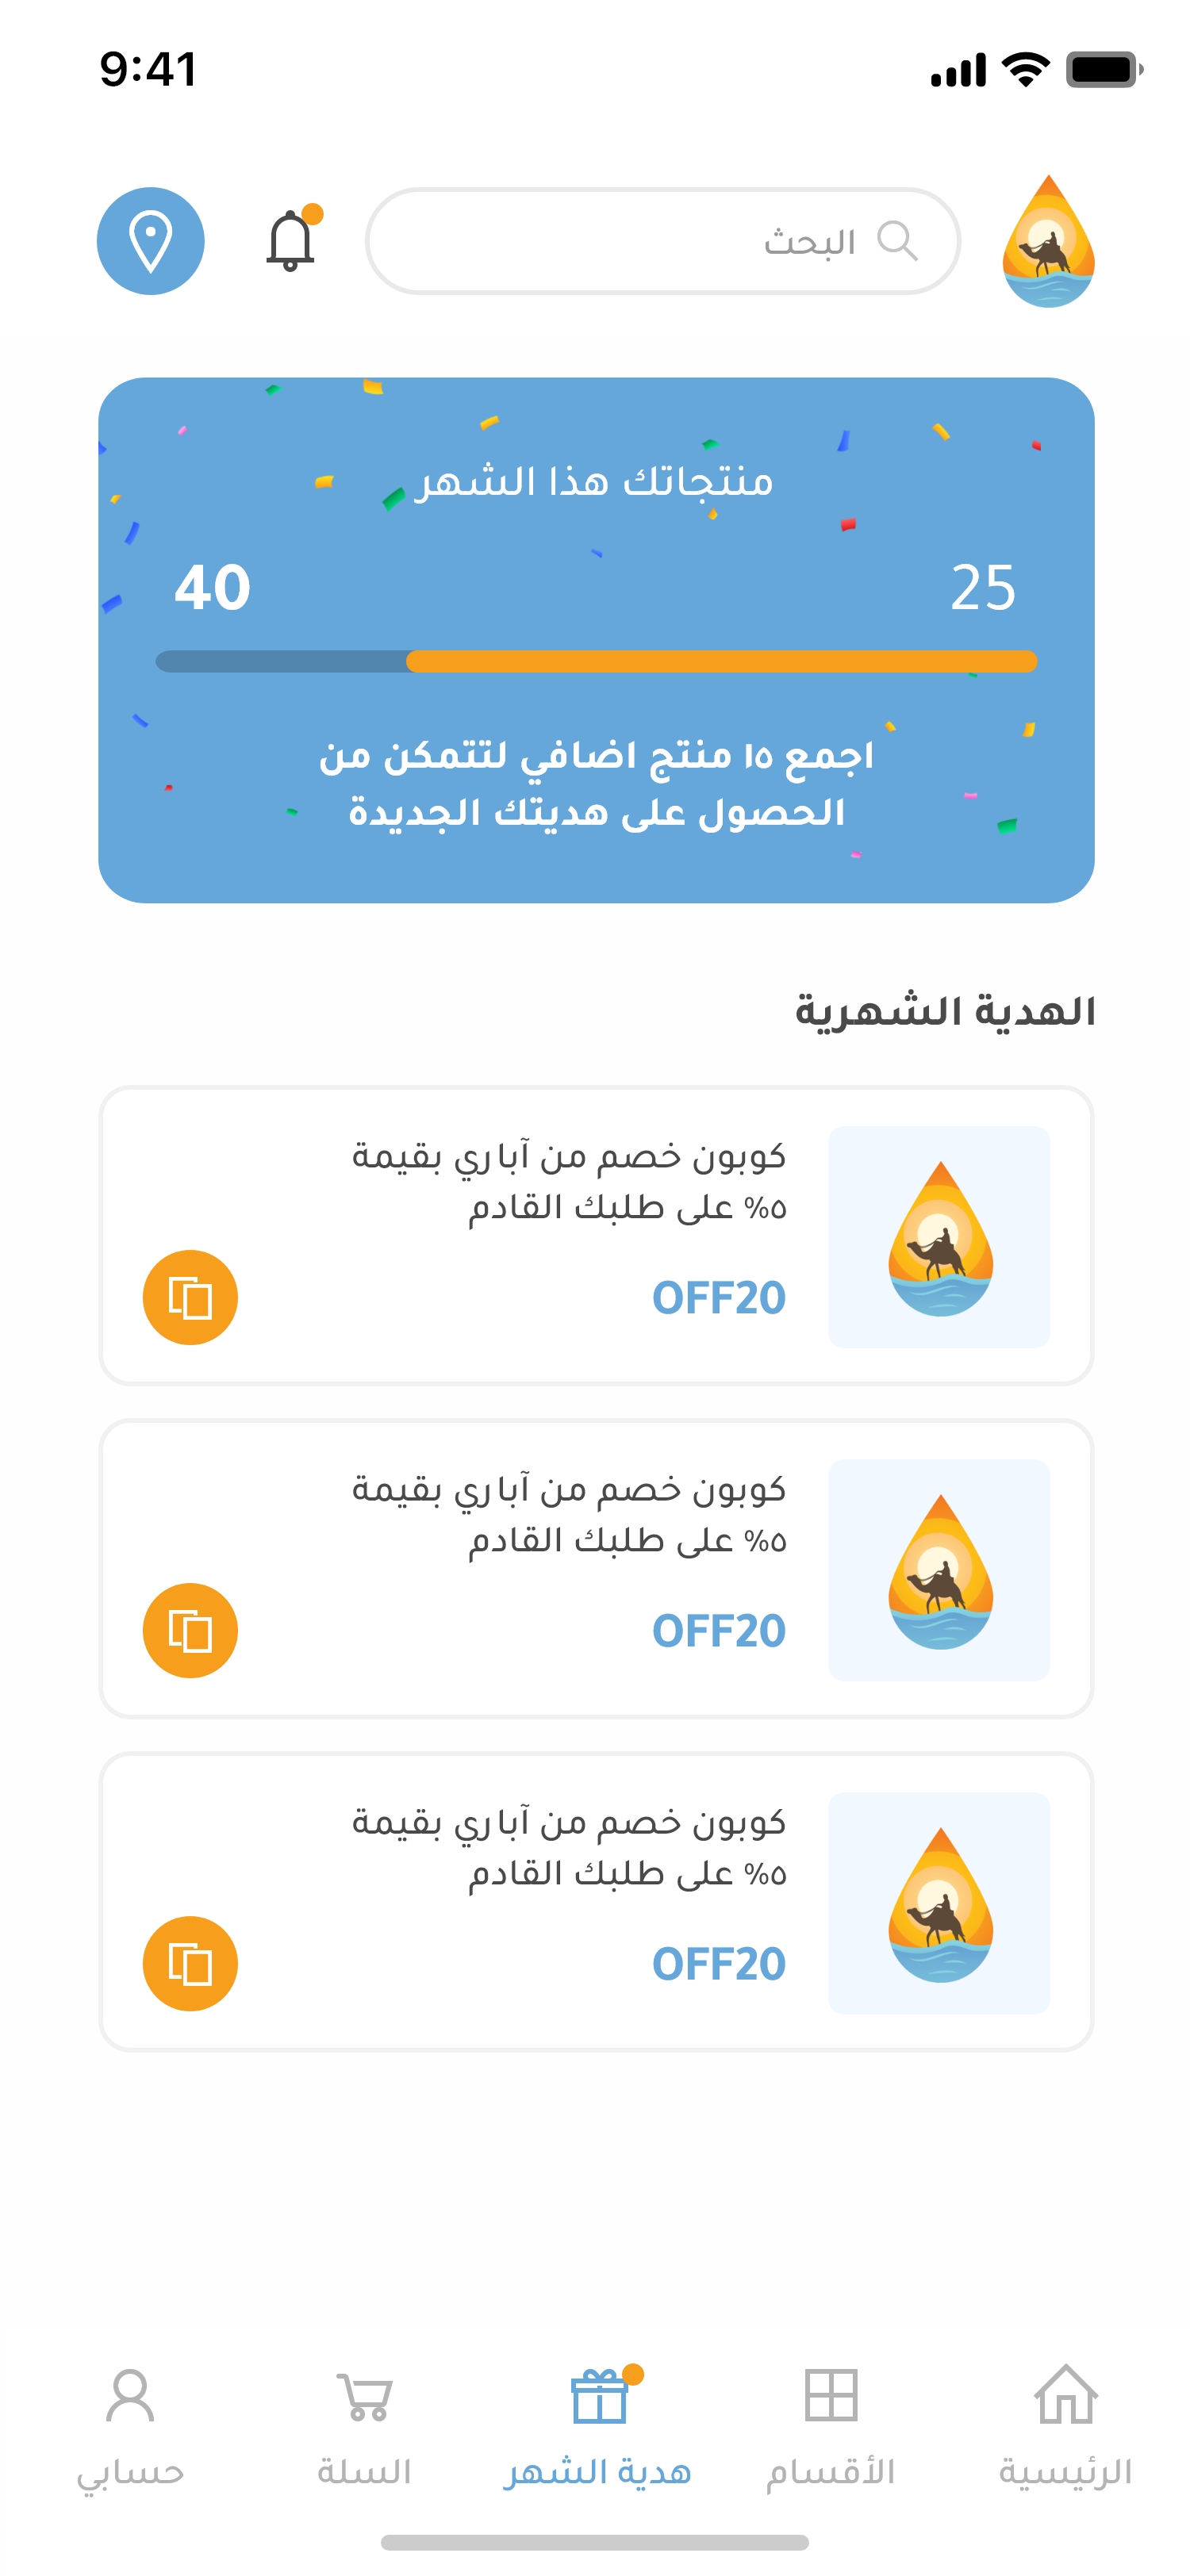 9:41
البحث
منتجاتك هذا الشهر
25
40
اجمع ١٥ منتج اضافي لتتمكن من
الحصول على هديتك الجديدة
الهدية الشهرية
كوبون خصم من آباري بقيمة
٥% على طلبك القادم
OFF20
كوبون خصم من آباري بقيمة
٥% على طلبك القادم
OFF20
كوبون خصم من آباري بقيمة
٥% على طلبك القادم
OFF20
الرئيسية
الأقسام
هدية الشهر
السلة
حسابي